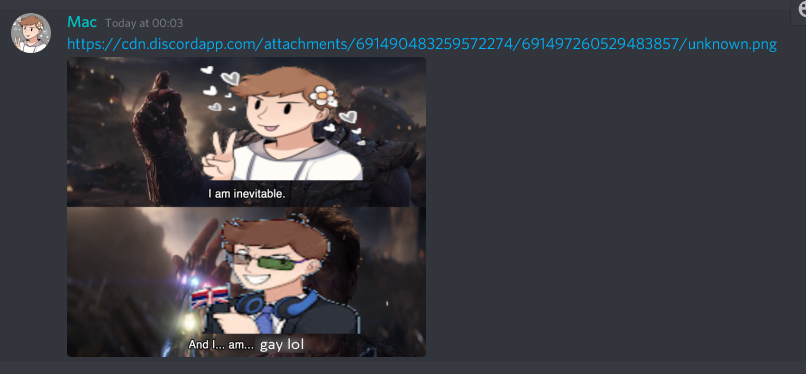 Mac Today at 00:03
https://cdn.discordapp.com/attachments/691490483259572274/691497260529483857/unknown.png
I am inevitable.
And I... am... gay lol